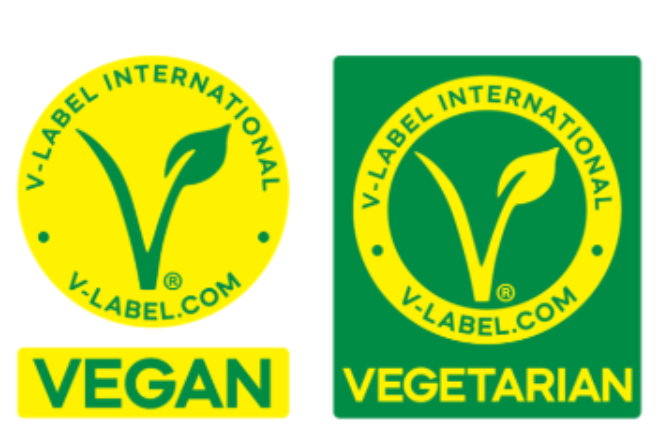 V-LABEL INTERNATIONAL
V
®
V-LABEL.COM
VEGAN
V-LABEL INTERNATIONAL
V
®
V-LABEL.COM
VEGETARIAN